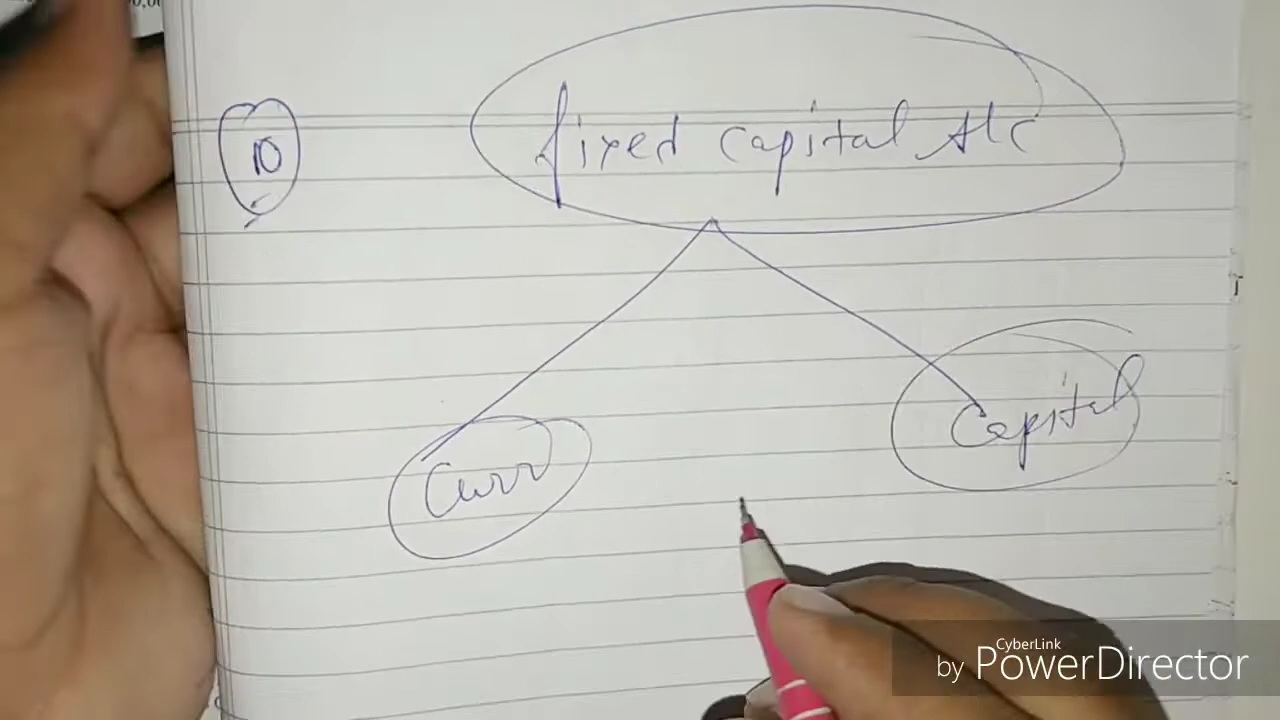 10
fixed capital A/c
Curr
Capital
CyberLink
by PowerDirector